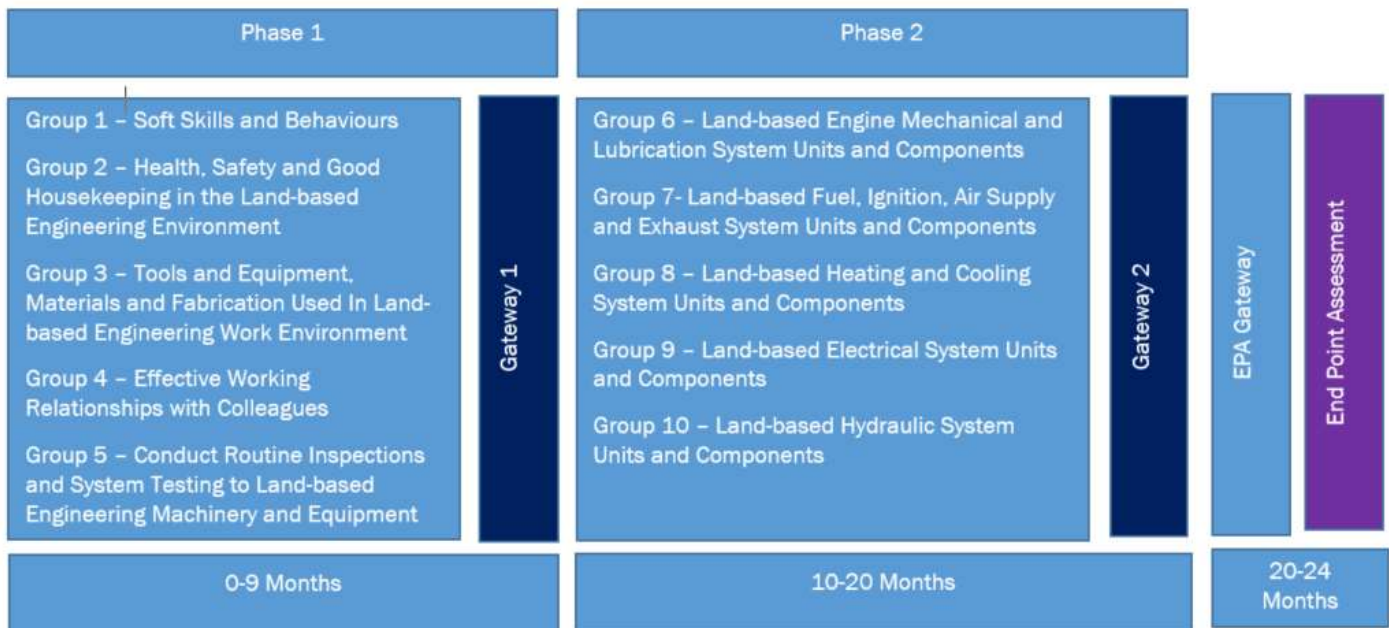 Phase 1
Phase 2
Group 1 – Soft Skills and Behaviours
Group 2 – Health, Safety and Good
Housekeeping in the Land-based
Engineering Environment
Group 3 – Tools and Equipment,
Materials and Fabrication Used In Land-
based Engineering Work Environment
Group 4 – Effective Working
Relationships with Colleagues
Group 5 – Conduct Routine Inspections
and System Testing to Land-based
Engineering Machinery and Equipment
Gateway 1
Group 6 – Land-based Engine Mechanical and
Lubrication System Units and Components
Group 7- Land-based Fuel, Ignition, Air Supply
and Exhaust System Units and Components
Group 8 – Land-based Heating and Cooling
System Units and Components
Group 9 – Land-based Electrical System Units
and Components
Group 10 – Land-based Hydraulic System
Units and Components
Gateway 2
EPA Gateway
End Point Assessment
0-9 Months
10-20 Months
20-24
Months